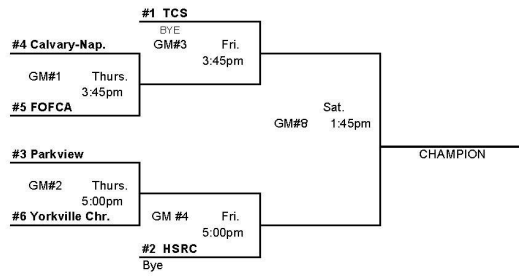 #1 TCS
BYE
#4 Calvary-Nap.
GM#3 Fri.
3:45pm
GM#1 Thurs.
3:45pm
#5 FOFCA
Sat.
GM#8 1:45pm
CHAMPION
#3 Parkview
GM#2 Thurs.
5:00pm
#6 Yorkville Chr.
GM #4 Fri.
5:00pm
#2 HSRC
Bye